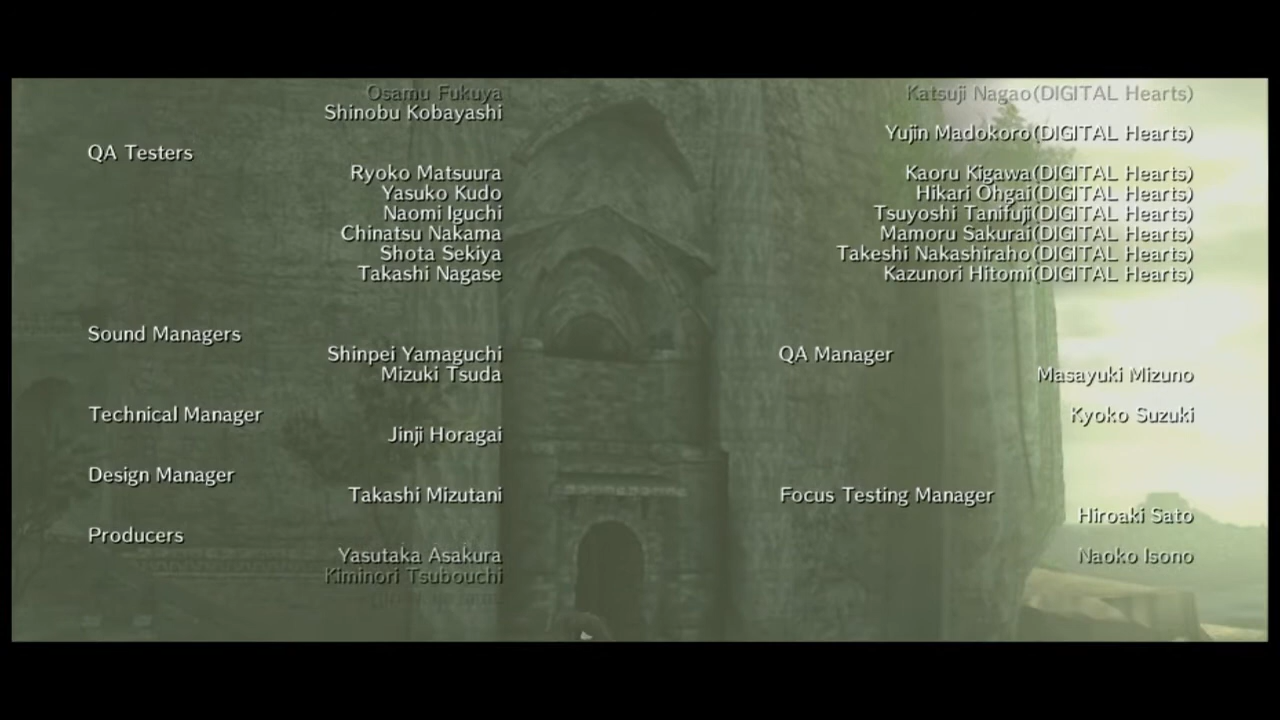 Osamu Fukuya
Shinobu Kobayashi
QA Testers
Ryoko Matsuura
Yasuko Kudo
Naomi Iguchi
Chinatsu Nakama
Shota Sekiya
Takashi Nagase
Sound Managers
Shinpei Yamaguchi
Mizuki Tsuda
Technical Manager
Jinji Horagai
Design Manager
Takashi Mizutani
Producers
Yasutaka Asakura
Kiminori Tsubouchi
Katsuji Nagao(DIGITAL Hearts)
Yujin Madokoro(DIGITAL Hearts)
Kaoru Kigawa(DIGITAL Hearts)
Hikari Ohgai(DIGITAL Hearts)
Tsuyoshi Tanifuji(DIGITAL Hearts)
Mamoru Sakurai(DIGITAL Hearts)
Takeshi Nakashiraho(DIGITAL Hearts)
Kazunori Hitomi(DIGITAL Hearts)
QA Manager
Masayuki Mizuno
Kyoko Suzuki
Focus Testing Manager
Hiroaki Sato
Naoko Isono